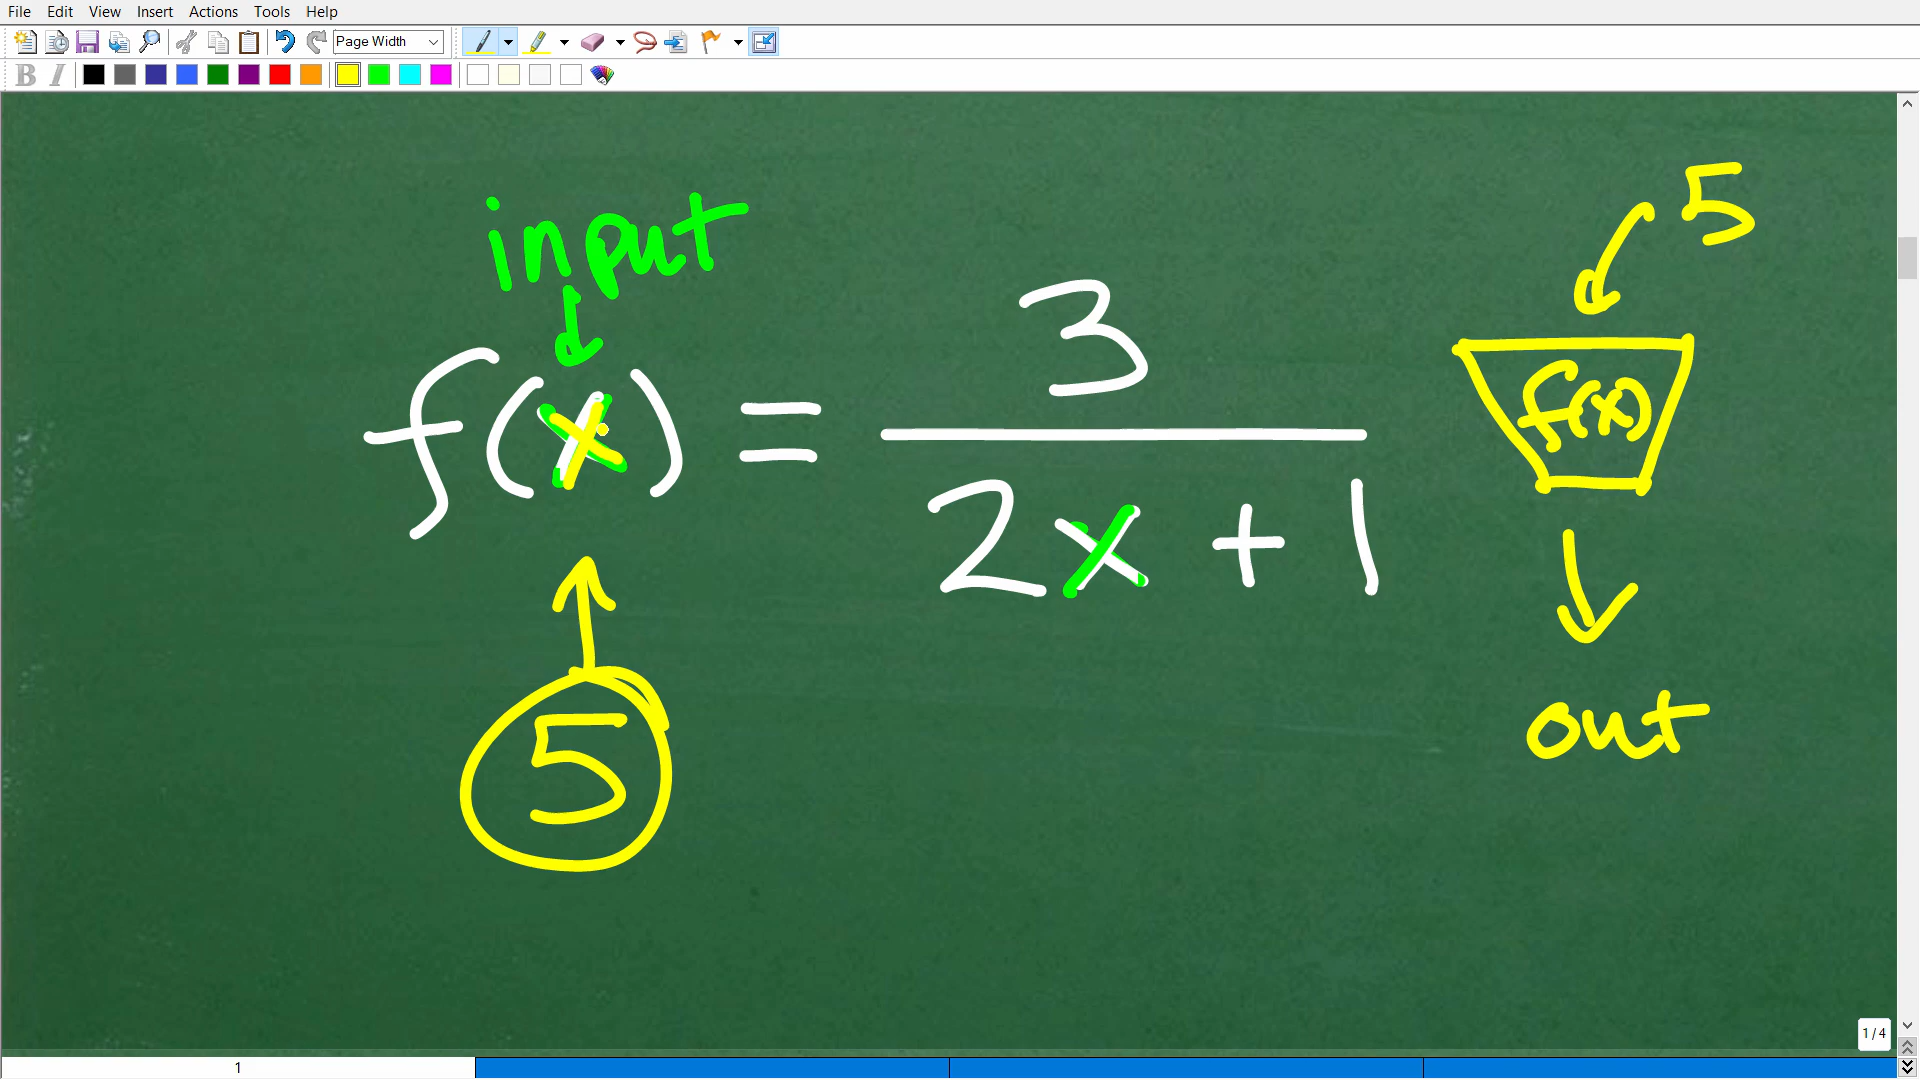 File Edit View Insert Actions Tools Help
Page Width
B I
input
5
f(x) = 3 / 2x + 1
f(x)
5
out
1 / 4
1